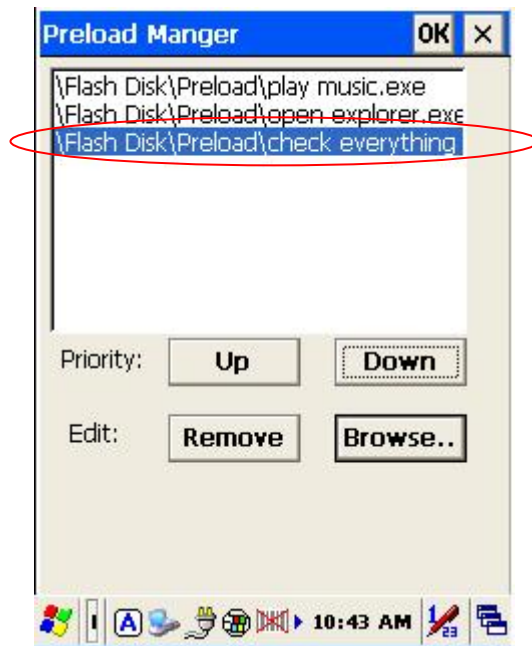 Preload Manger OK ×
\Flash Disk\Preload\play music.exe
\Flash Disk\Preload\open explorer.exe
\Flash Disk\Preload\check everything
Priority: Up Down
Edit: Remove Browse..
A 10:43 AM 1/23